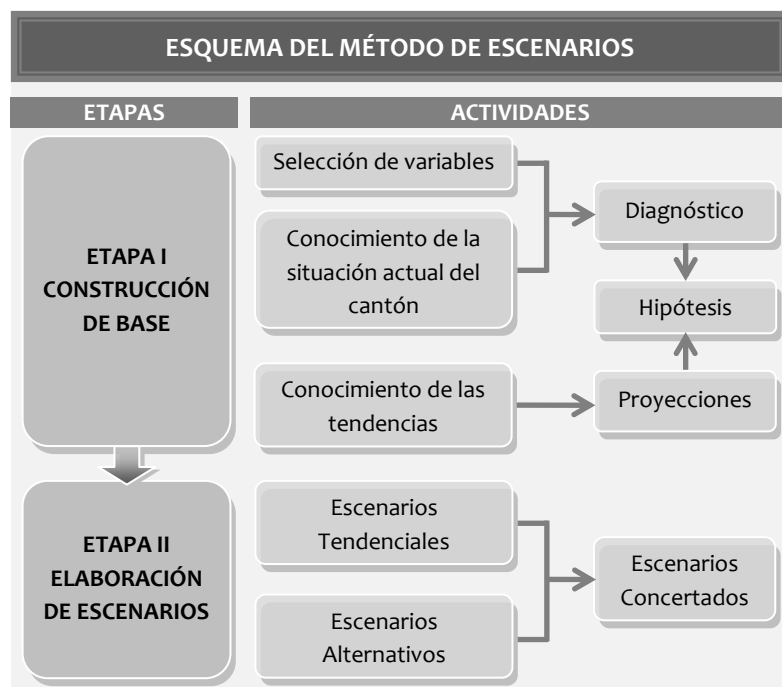 ESQUEMA DEL MÉTODO DE ESCENARIOS
ETAPAS
ACTIVIDADES
ETAPA I
CONSTRUCCIÓN
DE BASE
Selección de variables
Conocimiento de la
situación actual del
cantón
Diagnóstico
Hipótesis
Conocimiento de las
tendencias
Proyecciones
ETAPA II
ELABORACIÓN
DE ESCENARIOS
Escenarios
Tendenciales
Escenarios
Alternativos
Escenarios
Concertados